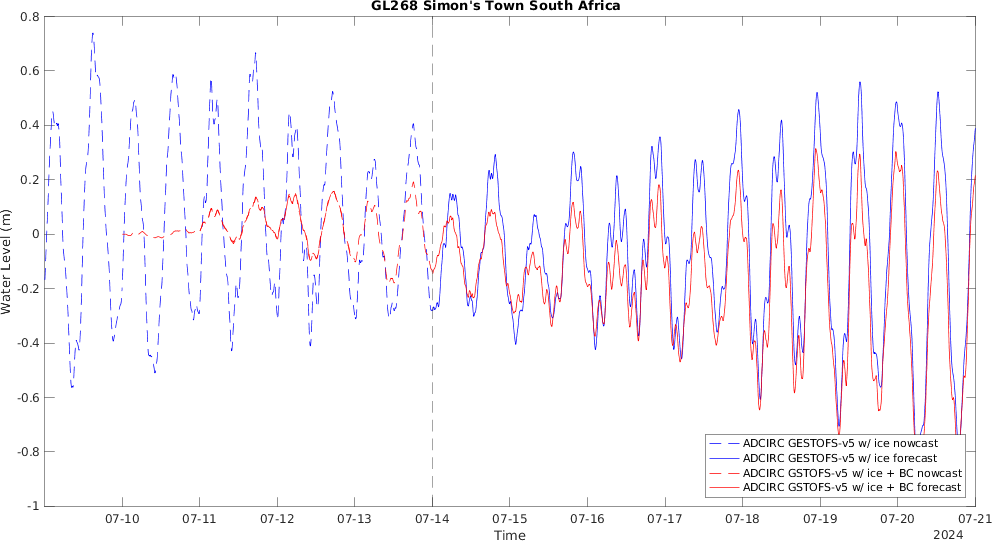 GL268 Simon's Town South Africa
Water Level (m)
0.8
0.6
0.4
0.2
0
-0.2
-0.4
-0.6
-0.8
-1
07-10 07-11 07-12 07-13 07-14 07-15 07-16 07-17 07-18 07-19 07-20 07-21
Time
2024
ADCIRC GESTOFS-v5 w/ ice nowcast
ADCIRC GESTOFS-v5 w/ ice forecast
ADCIRC GSTOFS-v5 w/ ice + BC nowcast
ADCIRC GSTOFS-v5 w/ ice + BC forecast